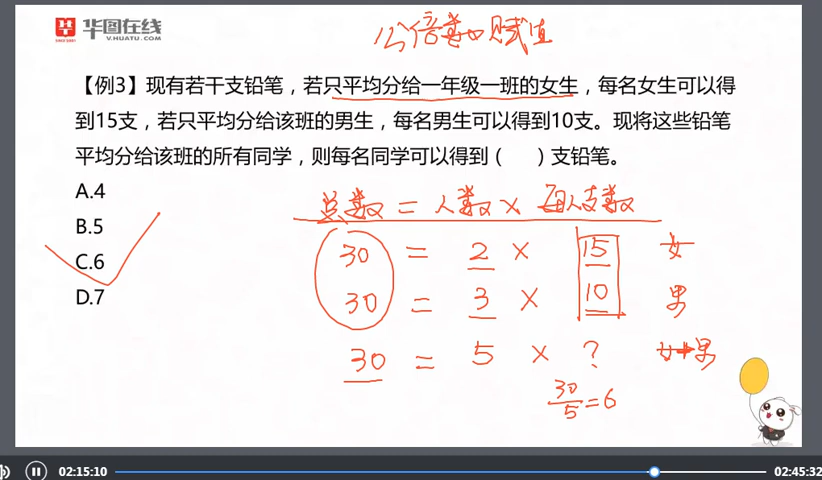 华图在线
V.HUATU.COM
公倍数 赋值
【例3】现有若干支铅笔，若只平均分给一年级一班的女生，每名女生可以得
到15支，若只平均分给该班的男生，每名男生可以得到10支。现将这些铅笔
平均分给该班的所有同学，则每名同学可以得到（ ）支铅笔。
A.4
B.5
C.6
D.7
总数 = 人数 × 每人支数
30 = 2 × 15 女
30 = 3 × 10 男
30 = 5 × ? 女+男
30/5=6
02:15:10
02:45:32